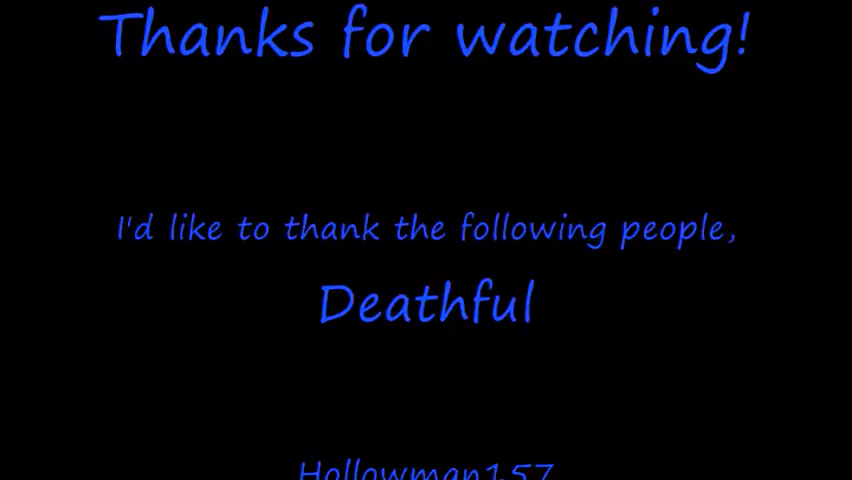 Thanks for watching!
I'd like to thank the following people,
Deathful
Hollowman157